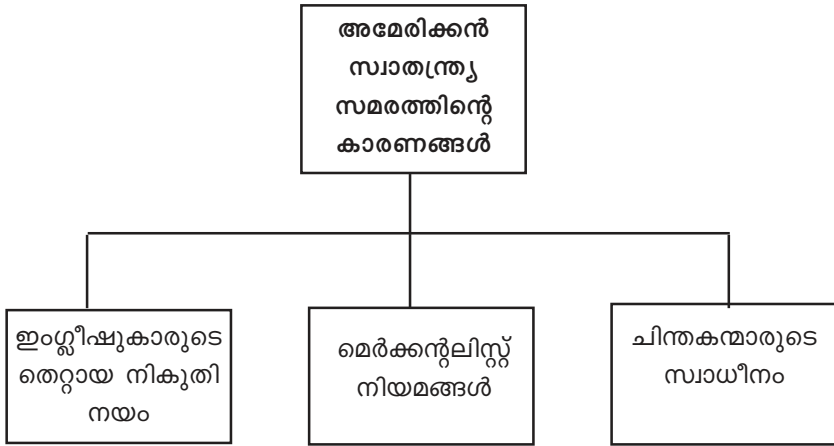 അമേരിക്കൻ
സ്വാതന്ത്ര്യ
സമരത്തിന്റെ
കാരണങ്ങൾ
ഇംഗ്ലീഷുകാരുടെ
തെറ്റായ നികുതി
നയം
മെർക്കന്റലിസ്റ്റ്
നിയമങ്ങൾ
ചിന്തകന്മാരുടെ
സ്വാധീനം